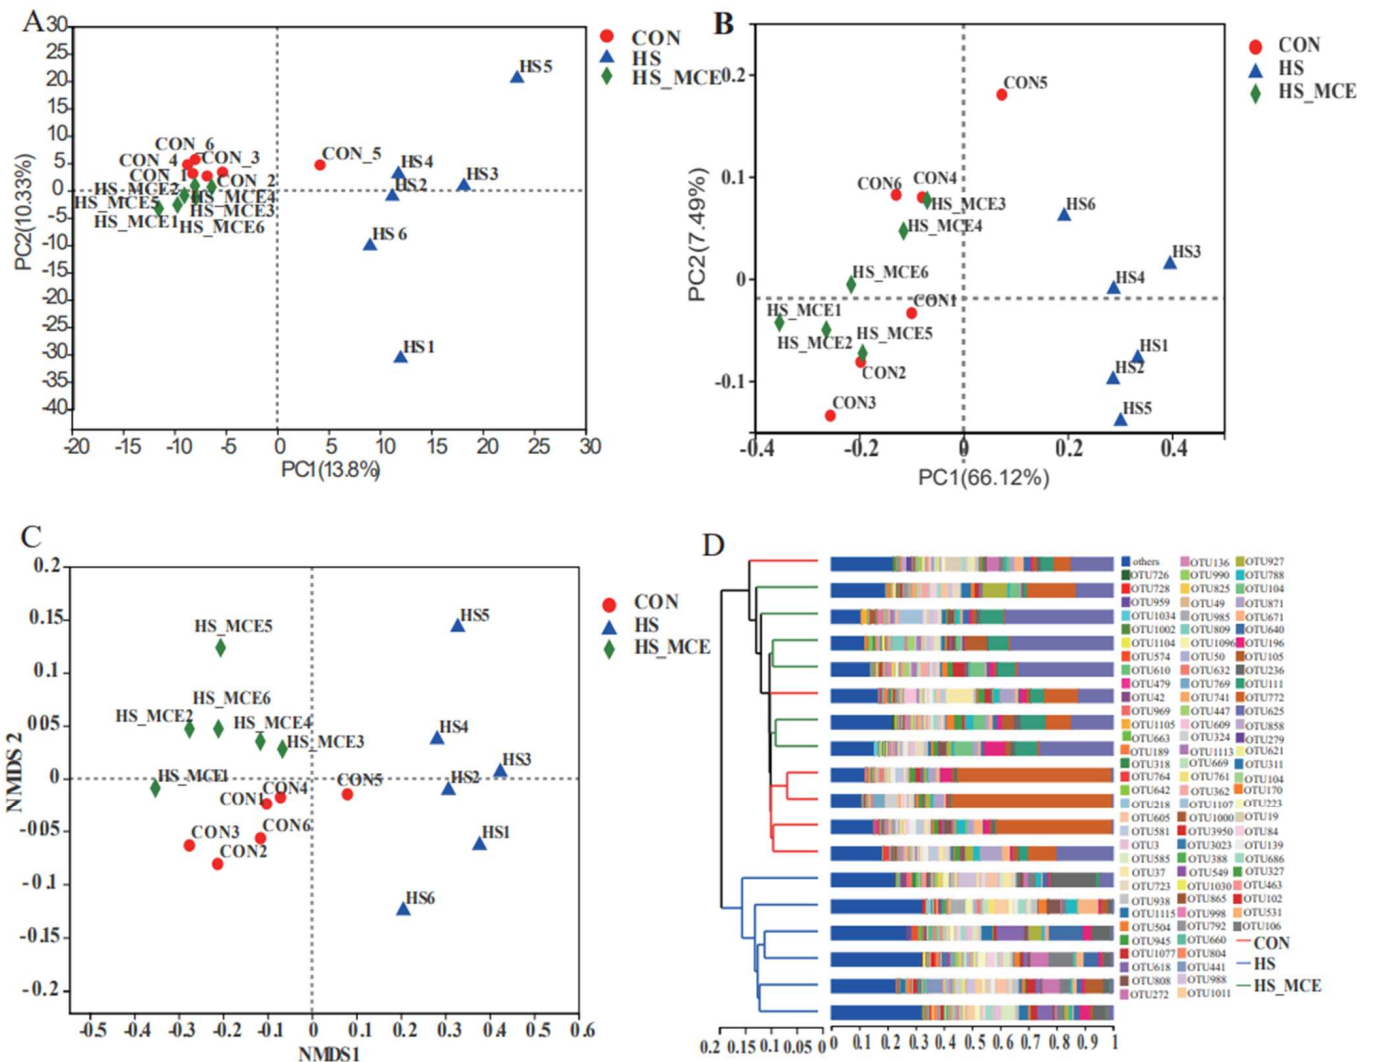 A
30
25
20
15
10
5
0
-5
-10
-15
-20
-25
-30
-35
-40
PC2(10.33%)
-20 -15 -10 -5 0 5 10 15 20 25 30
PC1(13.8%)
CON
HS
HS_MCE
HS5
CON_6
CON_4
CON_3
CON_1
CON_2
CON_5
HS4
HS3
HS2
HS_MCE2
HS_MCE4
HS_MCE5
HS_MCE3
HS_MCE1
HS_MCE6
HS6
HS1
B
0.2
0.1
0
-0.1
PC2(7.49%)
-0.4 -0.2 0 0.2 0.4
PC1(66.12%)
CON
HS
HS_MCE
CON5
CON6
CON4
HS_MCE3
HS_MCE4
HS6
HS3
HS_MCE6
HS4
CON1
HS_MCE1
HS_MCE2
HS_MCE5
HS1
CON2
HS2
CON3
HS5
C
0.2
0.15
0.1
0.05
0
-0.05
-0.1
-0.15
-0.2
NMDS 2
-0.5 -0.4 -0.3 -0.2 -0.1 0 0.1 0.2 0.3 0.4 0.5 0.6
NMDS1
CON
HS
HS_MCE
HS5
HS_MCE5
HS_MCE6
HS_MCE2
HS_MCE4
HS_MCE3
HS4
HS3
HS_MCE1
CON4
CON5
HS2
CON1
CON3
CON6
CON2
HS1
HS6
D
others OTU136 OTU927
OTU726 OTU990 OTU788
OTU728 OTU825 OTU104
OTU959 OTU49 OTU871
OTU1034 OTU985 OTU671
OTU1002 OTU809 OTU640
OTU1104 OTU1096 OTU196
OTU574 OTU50 OTU105
OTU610 OTU632 OTU236
OTU479 OTU769 OTU111
OTU42 OTU741 OTU772
OTU969 OTU447 OTU625
OTU1105 OTU609 OTU858
OTU663 OTU324 OTU279
OTU189 OTU1113 OTU621
OTU318 OTU669 OTU311
OTU764 OTU761 OTU104
OTU642 OTU362 OTU170
OTU218 OTU1107 OTU223
OTU605 OTU1000 OTU19
OTU581 OTU3950 OTU84
OTU3 OTU3023 OTU139
OTU585 OTU388 OTU686
OTU37 OTU549 OTU327
OTU723 OTU1030 OTU463
OTU938 OTU865 OTU102
OTU1115 OTU998 OTU531
OTU504 OTU792 OTU106
OTU945 OTU660
OTU1077 OTU804
OTU618 OTU441
OTU808 OTU988
OTU272 OTU1011
CON
HS
HS_MCE
0.2 0.15 0.1 0.05 0
0 0.1 0.2 0.3 0.4 0.5 0.6 0.7 0.8 0.9 1